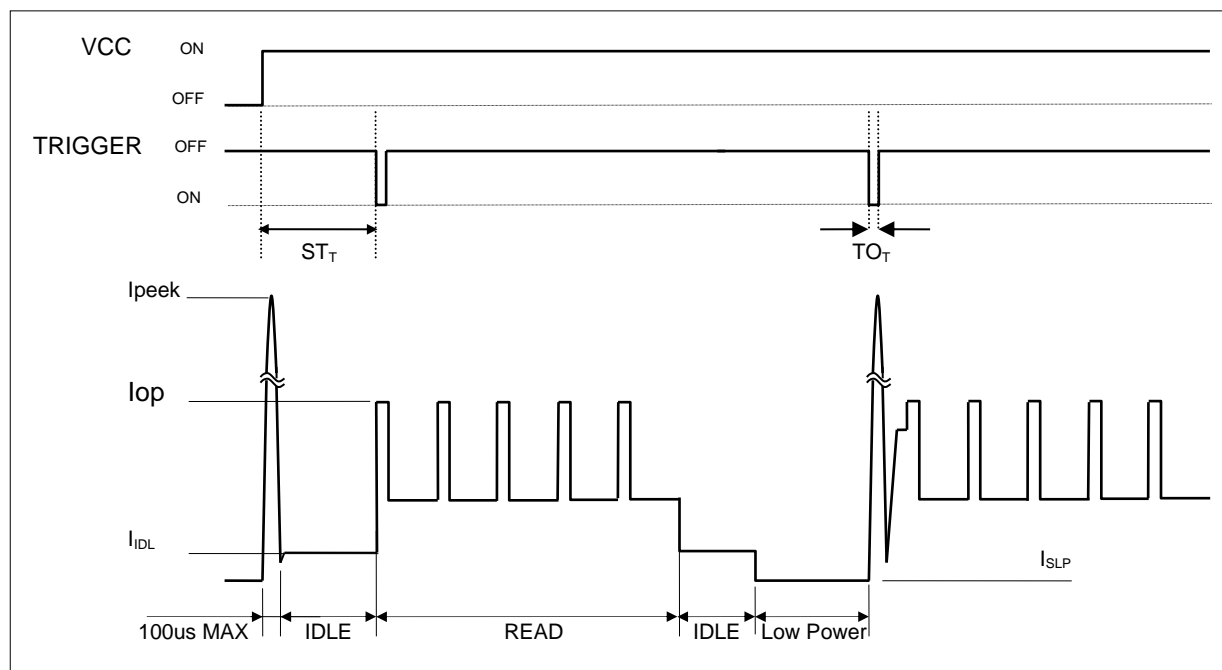 VCC ON
OFF
TRIGGER OFF
ON
STT TOT
Ipeek
Iop
IIDL
ISLP
100us MAX IDLE READ IDLE Low Power